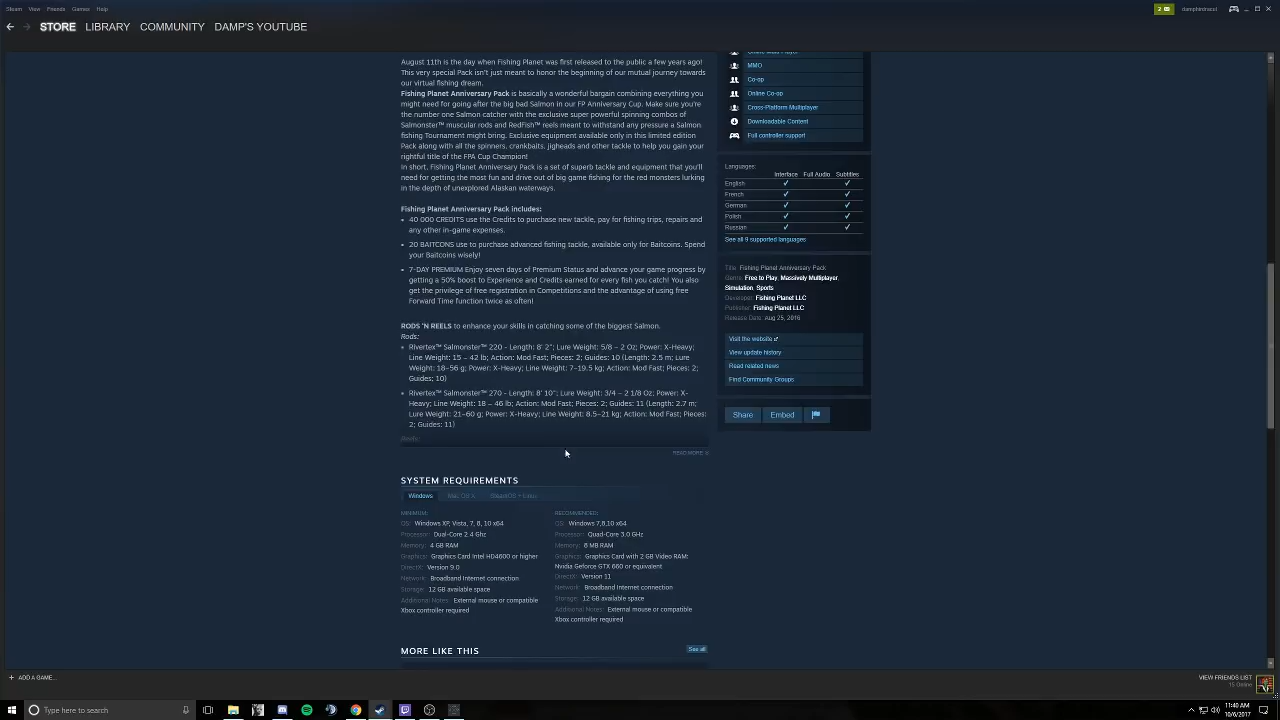 Steam View Friends Games Help
2
damphintracul
STORE LIBRARY COMMUNITY DAMP'S YOUTUBE
August 11th is the day when Fishing Planet was first released to the public a few years ago!
This very special Pack isn't just meant to honor the beginning of our mutual journey towards
our virtual fishing dream.
Fishing Planet Anniversary Pack is basically a wonderful bargain combining everything you
might need for going after the big bad Salmon in our FP Anniversary Cup. Make sure you're
the number one Salmon catcher with the exclusive super powerful spinning combos of
Salmonster™ muscular rods and RedFish™ reels meant to withstand any pressure a Salmon
fishing Tournament might bring. Exclusive equipment available only in this limited edition
Pack along with all the spinners, crankbaits, jigheads and other tackle to help you gain your
rightful title of the FPA Cup Champion!
In short, Fishing Planet Anniversary Pack is a set of superb tackle and equipment that you'll
need for getting the most fun and drive out of big game fishing for the red monsters lurking
in the depth of unexplored Alaskan waterways.
Fishing Planet Anniversary Pack includes:
40 000 CREDITS use the Credits to purchase new tackle, pay for fishing trips, repairs and
any other in-game expenses.
20 BAITCONS use to purchase advanced fishing tackle, available only for Baitcoins. Spend
your Baitcoins wisely!
7-DAY PREMIUM Enjoy seven days of Premium Status and advance your game progress by
getting a 50% boost to Experience and Credits earned for every fish you catch! You also
get the privilege of free registration in Competitions and the advantage of using free
Forward Time function twice as often!
RODS 'N REELS to enhance your skills in catching some of the biggest Salmon.
Rods:
Rivertex™ Salmonster™ 220 - Length: 8' 2"; Lure Weight: 5/8 – 2 Oz; Power: X-Heavy;
Line Weight: 15 – 42 lb; Action: Mod Fast; Pieces: 2; Guides: 10 (Length: 2.5 m; Lure
Weight: 18–56 g; Power: X-Heavy; Line Weight: 7–19.5 kg; Action: Mod Fast; Pieces: 2;
Guides: 10)
Rivertex™ Salmonster™ 270 - Length: 8' 10"; Lure Weight: 3/4 – 2 1/8 Oz; Power: X-
Heavy; Line Weight: 18 – 46 lb; Action: Mod Fast; Pieces: 2; Guides: 11 (Length: 2.7 m;
Lure Weight: 21–60 g; Power: X-Heavy; Line Weight: 8.5–21 kg; Action: Mod Fast; Pieces:
2; Guides: 11)
Reels:
READ MORE
SYSTEM REQUIREMENTS
Windows Mac OS X SteamOS + Linux
MINIMUM:
OS: Windows XP, Vista, 7, 8, 10 x64
Processor: Dual-Core 2.4 Ghz
Memory: 4 GB RAM
Graphics: Graphics Card Intel HD4600 or higher
DirectX: Version 9.0
Network: Broadband Internet connection
Storage: 12 GB available space
Additional Notes: External mouse or compatible
Xbox controller required
RECOMMENDED:
OS: Windows 7,8,10 x64
Processor: Quad-Core 3.0 GHz
Memory: 8 MB RAM
Graphics: Graphics Card with 2 GB Video RAM:
Nvidia Geforce GTX 660 or equivalent
DirectX: Version 11
Network: Broadband Internet connection
Storage: 12 GB available space
Additional Notes: External mouse or compatible
Xbox controller required
MORE LIKE THIS
See all
MMO
Co-op
Online Co-op
Cross-Platform Multiplayer
Downloadable Content
Full controller support
Languages:
Interface Full Audio Subtitles
English ✔ ✔
French ✔ ✔
German ✔ ✔
Polish ✔ ✔
Russian ✔ ✔
See all 9 supported languages
Title: Fishing Planet Anniversary Pack
Genre: Free to Play, Massively Multiplayer,
Simulation, Sports
Developer: Fishing Planet LLC
Publisher: Fishing Planet LLC
Release Date: Aug 25, 2016
Visit the website
View update history
Read related news
Find Community Groups
Share Embed
+ ADD A GAME...
VIEW FRIENDS LIST
15 Online
Type here to search
11:40 AM
10/6/2017